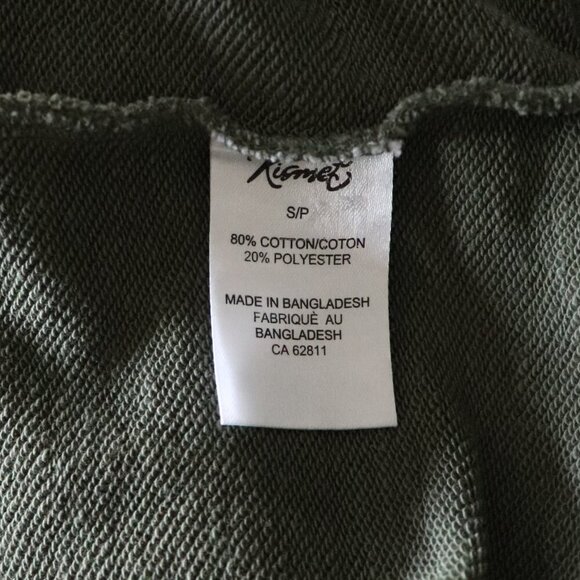 Kismet
S/P
80% COTTON/COTON
20% POLYESTER
MADE IN BANGLADESH
FABRIQUÈ AU
BANGLADESH
CA 62811